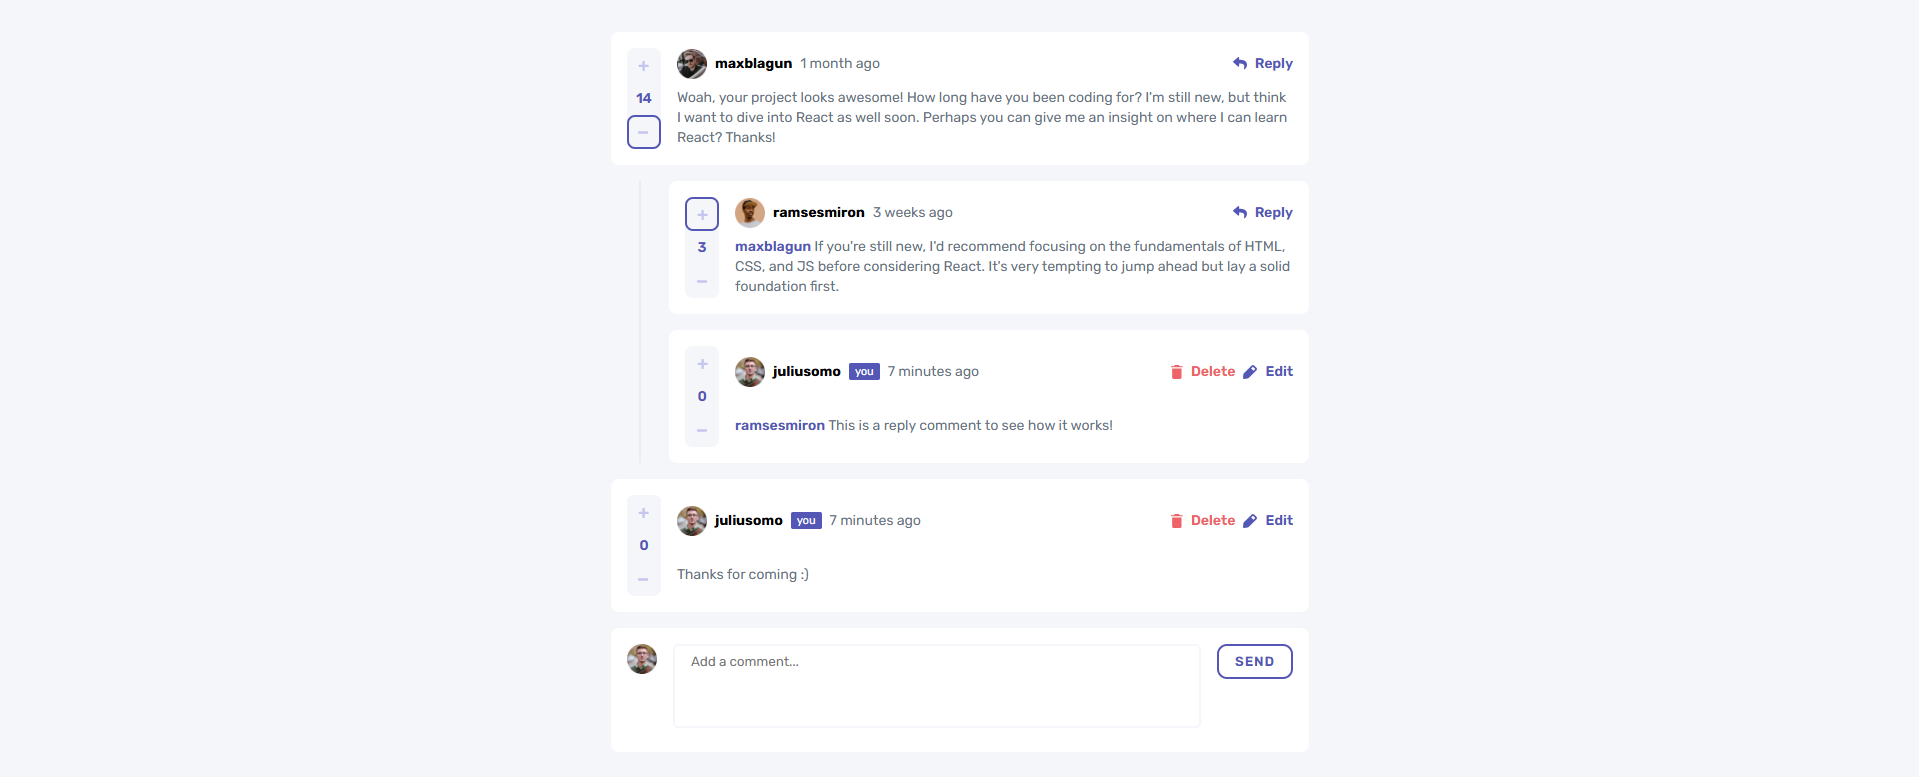 +
maxblagun 1 month ago Reply
14
Woah, your project looks awesome! How long have you been coding for? I'm still new, but think
I want to dive into React as well soon. Perhaps you can give me an insight on where I can learn
−
React? Thanks!
+
ramsesmiron 3 weeks ago Reply
3
maxblagun If you're still new, I'd recommend focusing on the fundamentals of HTML,
CSS, and JS before considering React. It's very tempting to jump ahead but lay a solid
−
foundation first.
+
juliusomo you 7 minutes ago Delete Edit
0
ramsesmiron This is a reply comment to see how it works!
−
+
juliusomo you 7 minutes ago Delete Edit
0
Thanks for coming :)
−
Add a comment...
SEND